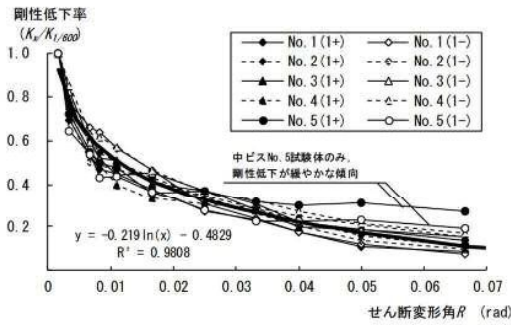 剛性低下率
(Kx/K1/600)
No. 1 (1+)
No. 1 (1-)
No. 2 (1+)
No. 2 (1-)
No. 3 (1+)
No. 3 (1-)
No. 4 (1+)
No. 4 (1-)
No. 5 (1+)
No. 5 (1-)
1.0
0.8
0.6
0.4
0.2
中ビスNo.5試験体のみ、
剛性低下が緩やかな傾向
y = -0.219ln(x) - 0.4829
R² = 0.9808
0 0.01 0.02 0.03 0.04 0.05 0.06 0.07
せん断変形角R (rad)